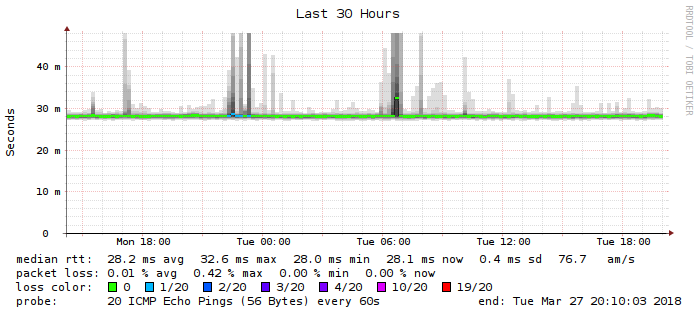 Last 30 Hours
RRDTOOL / TOBI OETIKER
Seconds
40 m
30 m
20 m
10 m
0
Mon 18:00 Tue 00:00 Tue 06:00 Tue 12:00 Tue 18:00
median rtt: 28.2 ms avg 32.6 ms max 28.0 ms min 28.1 ms now 0.4 ms sd 76.7 am/s
packet loss: 0.01 % avg 0.42 % max 0.00 % min 0.00 % now
loss color: 0 1/20 2/20 3/20 4/20 10/20 19/20
probe: 20 ICMP Echo Pings (56 Bytes) every 60s end: Tue Mar 27 20:10:03 2018